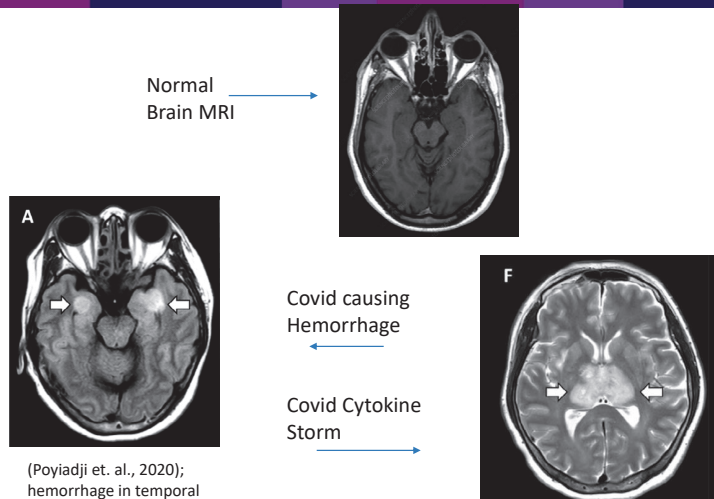 Normal
Brain MRI
A
Covid causing
Hemorrhage
F
Covid Cytokine
Storm
(Poyiadji et. al., 2020);
hemorrhage in temporal